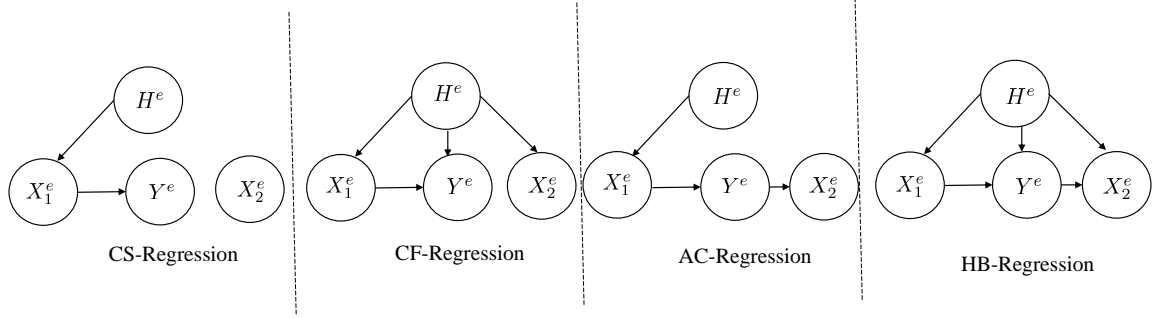 $H^e$
$X_1^e$ $Y^e$ $X_2^e$
CS-Regression
$H^e$
$X_1^e$ $Y^e$ $X_2^e$
CF-Regression
$H^e$
$X_1^e$ $Y^e$ $X_2^e$
AC-Regression
$H^e$
$X_1^e$ $Y^e$ $X_2^e$
HB-Regression